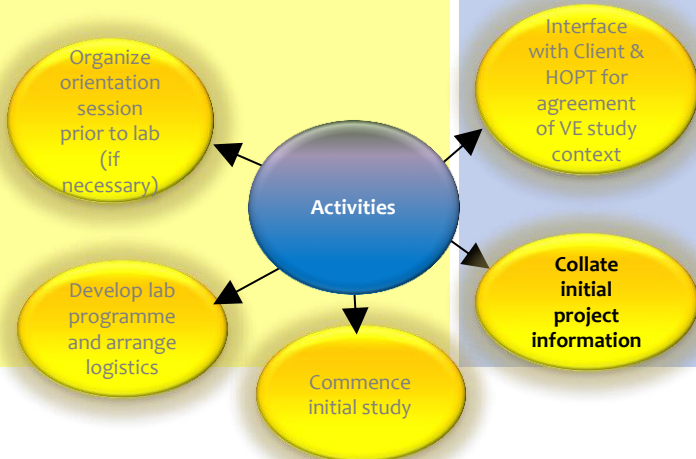 Organize
orientation
session
prior to lab
(if
necessary)
Interface
with Client &
HOPT for
agreement
of VE study
context
Activities
Develop lab
programme
and arrange
logistics
Collate
initial
project
information
Commence
initial study